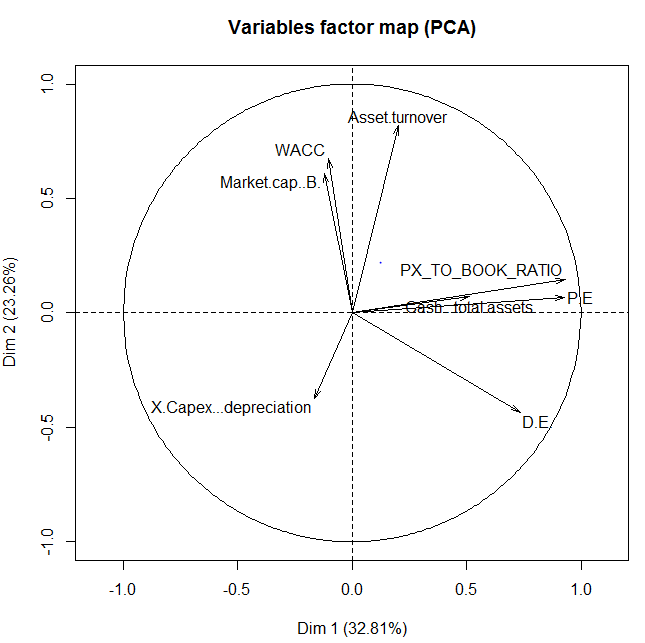 Variables factor map (PCA)
1.0
0.5
0.0
-0.5
-1.0
Dim 2 (23.26%)
Asset.turnover
WACC
Market.cap..B.
PX_TO_BOOK_RATIO
P.E
Cash...total.assets
X.Capex...depreciation
D.E
-1.0
-0.5
0.0
0.5
1.0
Dim 1 (32.81%)